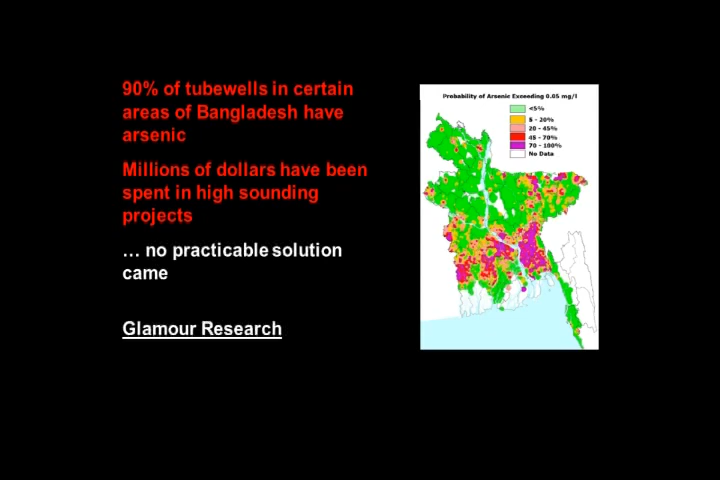 90% of tubewells in certain
areas of Bangladesh have
arsenic
Millions of dollars have been
spent in high sounding
projects
… no practicable solution
came
Glamour Research
Probability of Arsenic Exceeding 0.05 mg/l
<5%
5 - 20%
20 - 45%
45 - 70%
70 - 100%
No Data